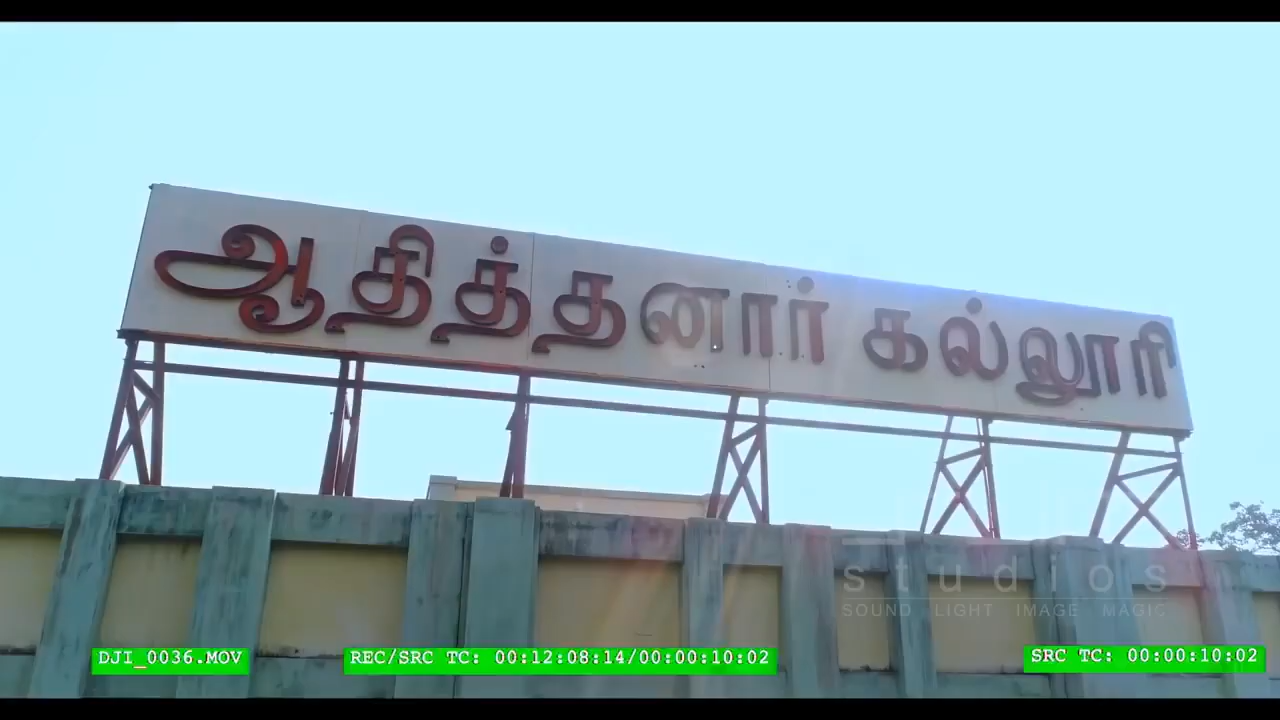 ஆதித்தனார் கல்லூரி
studios
SOUND LIGHT IMAGE MAGIC
DJI_0036.MOV
REC/SRC TC: 00:12:08:14/00:00:10:02
SRC TC: 00:00:10:02